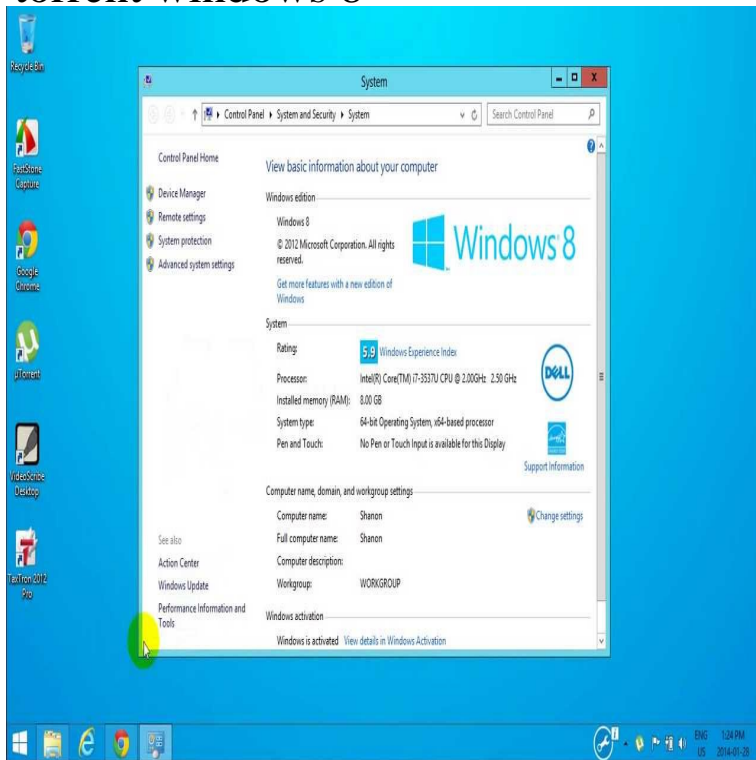 torrent windows 8
Recycle Bin
FastStone
Capture
Google
Chrome
µTorrent
VideoScribe
Desktop
TaxTron 2012
Pro
System
Control Panel ▸ System and Security ▸ System
Search Control Panel
Control Panel Home
Device Manager
Remote settings
System protection
Advanced system settings
See also
Action Center
Windows Update
Performance Information and
Tools
View basic information about your computer
Windows edition
Windows 8
© 2012 Microsoft Corporation. All rights
reserved.
Get more features with a new edition of
Windows
Windows 8
System
Rating: 5,9 Windows Experience Index
Processor: Intel(R) Core(TM) i7-3537U CPU @ 2.00GHz 2.50 GHz
Installed memory (RAM): 8.00 GB
System type: 64-bit Operating System, x64-based processor
Pen and Touch: No Pen or Touch Input is available for this Display
DELL
Support Information
Computer name, domain, and workgroup settings
Computer name: Shanon
Change settings
Full computer name: Shanon
Computer description:
Workgroup: WORKGROUP
Windows activation
Windows is activated View details in Windows Activation
ENG 1:24 PM
US 2014-01-28